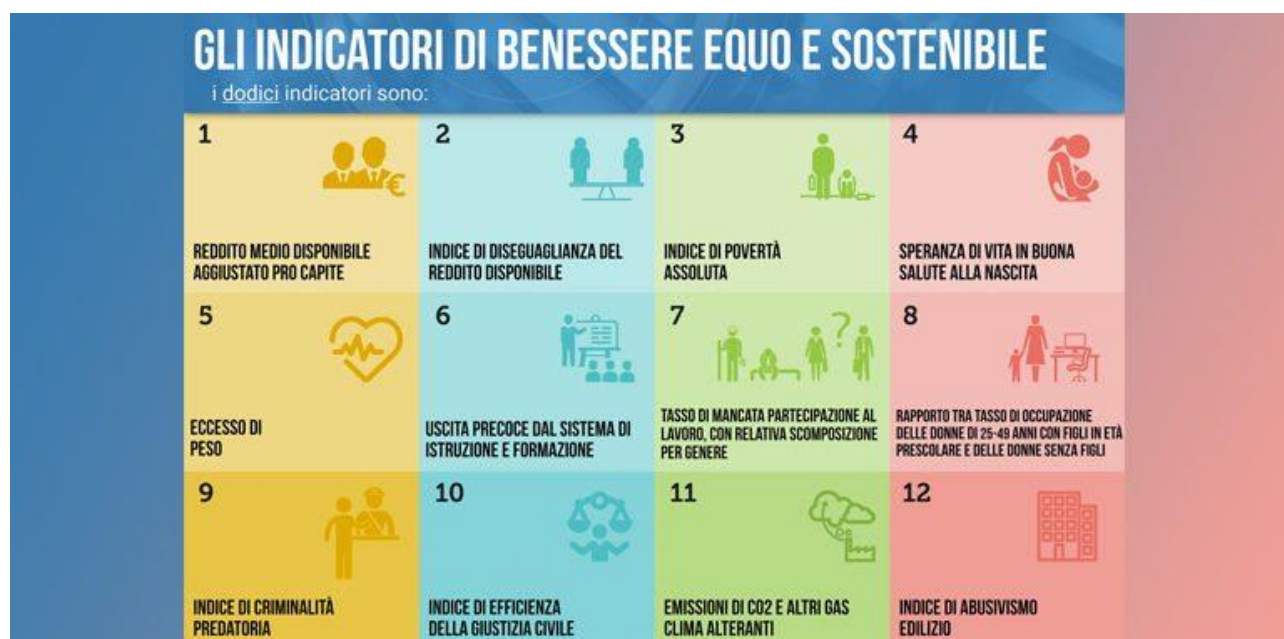 GLI INDICATORI DI BENESSERE EQUO E SOSTENIBILE
i dodici indicatori sono:
1
REDDITO MEDIO DISPONIBILE
AGGIUSTATO PRO CAPITE
€
2
INDICE DI DISEGUAGLIANZA DEL
REDDITO DISPONIBILE
3
INDICE DI POVERTÀ
ASSOLUTA
4
SPERANZA DI VITA IN BUONA
SALUTE ALLA NASCITA
5
ECCESSO DI
PESO
6
USCITA PRECOCE DAL SISTEMA DI
ISTRUZIONE E FORMAZIONE
7
?
TASSO DI MANCATA PARTECIPAZIONE AL
LAVORO, CON RELATIVA SCOMPOSIZIONE
PER GENERE
8
RAPPORTO TRA TASSO DI OCCUPAZIONE
DELLE DONNE DI 25-49 ANNI CON FIGLI IN ETÀ
PRESCOLARE E DELLE DONNE SENZA FIGLI
9
INDICE DI CRIMINALITÀ
PREDATORIA
10
INDICE DI EFFICIENZA
DELLA GIUSTIZIA CIVILE
11
EMISSIONI DI CO2 E ALTRI GAS
CLIMA ALTERANTI
12
INDICE DI ABUSIVISMO
EDILIZIO